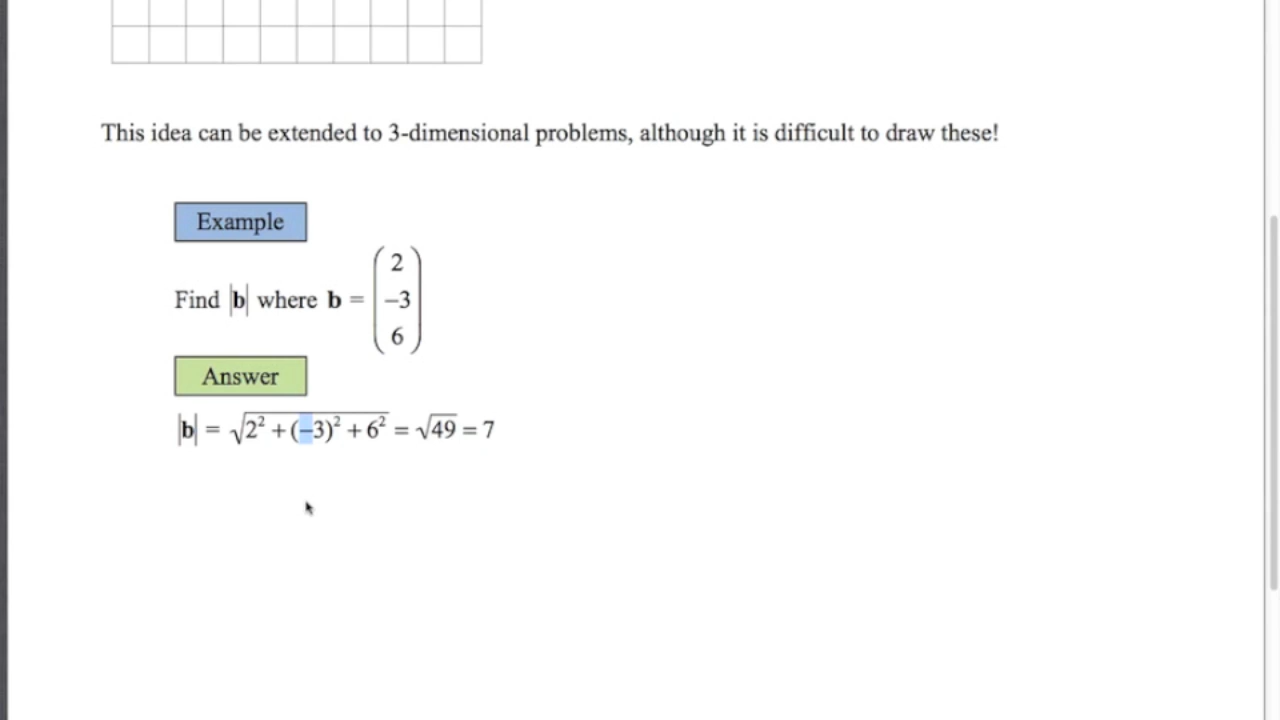 This idea can be extended to 3-dimensional problems, although it is difficult to draw these!
Example
Find |b| where b = (2
−3
6)
Answer
|b| = √(2² + (−3)² + 6²) = √49 = 7